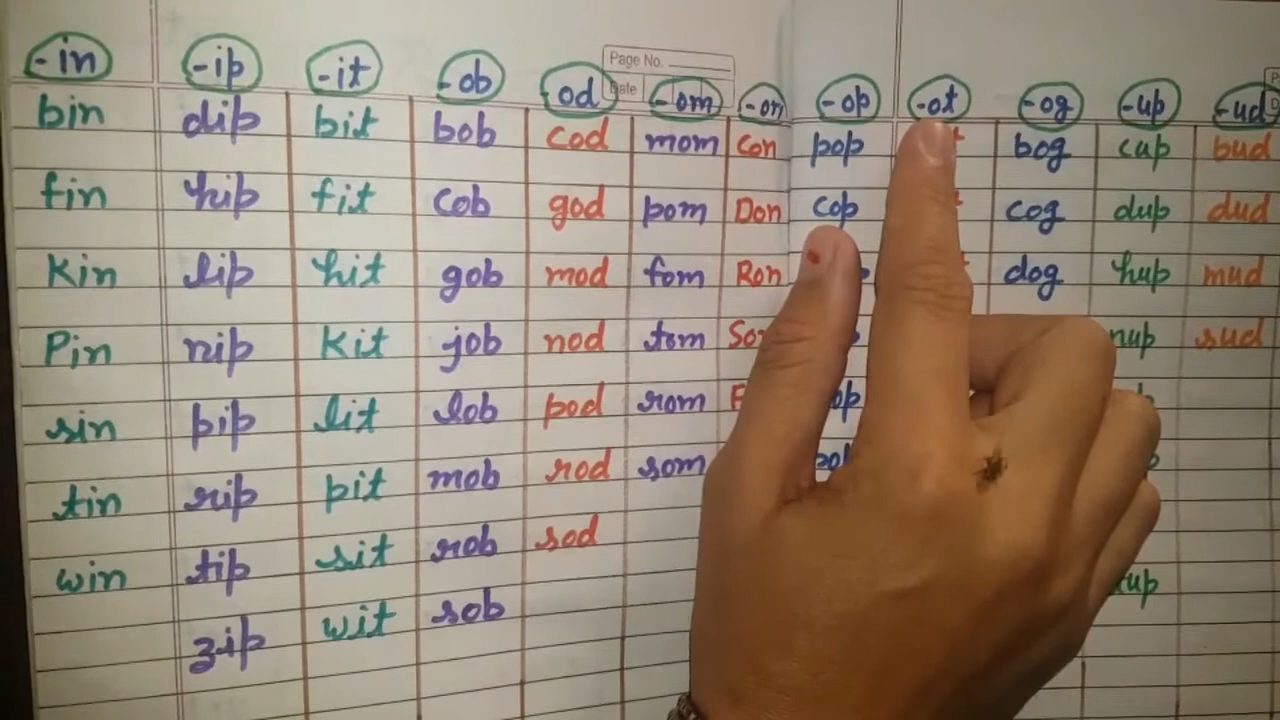 Page No.
Date
-in -ip -it -ob od -om -on -op -ot -og -up -ud
bin dip bit bob cod mom Con pop bog cup bud
fin hip fit cob god pom Don cop cog dup dud
Kin lip hit gob mod fom Ron dog hup mud
Pin nip Kit job nod tom nup sud
sin pip lit lob pod rom
tin rip pit mob rod som
win tip sit rob sod
zip wit sob